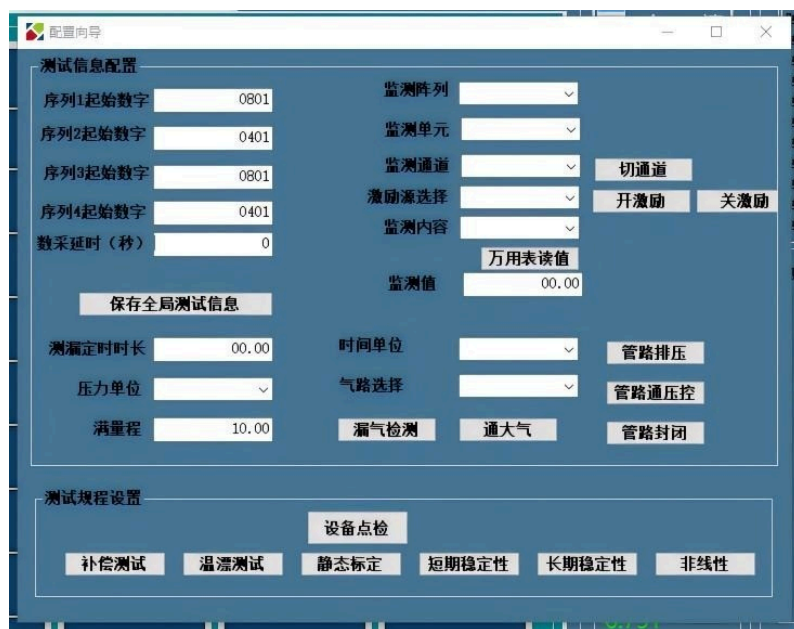 配置向导
测试信息配置
序列1起始数字 0801 监测阵列
序列2起始数字 0401 监测单元
序列3起始数字 0801 监测通道 切通道
序列4起始数字 0401 激励源选择 开激励 关激励
数采延时（秒） 0 监测内容
万用表读值
监测值 00.00
保存全局测试信息
测漏定时时长 00.00 时间单位 管路排压
压力单位 气路选择 管路通压控
满量程 10.00 漏气检测 通大气 管路封闭
测试规程设置
设备点检
补偿测试 温漂测试 静态标定 短期稳定性 长期稳定性 非线性